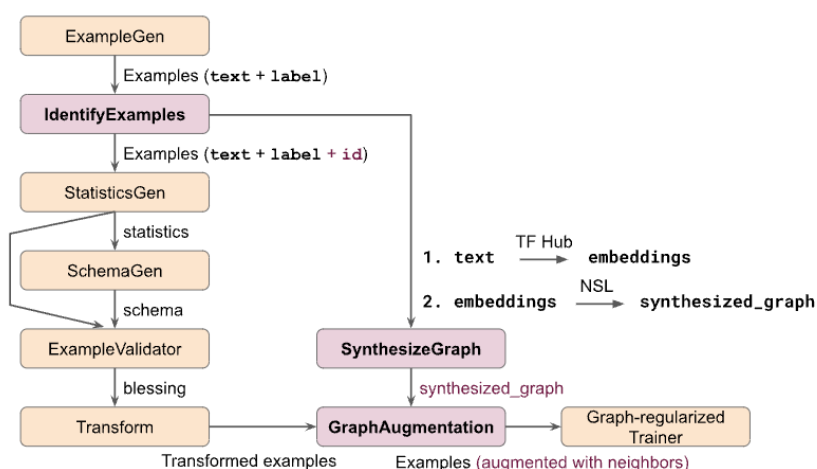 ExampleGen
Examples (text + label)
IdentifyExamples
Examples (text + label + id)
StatisticsGen
statistics
SchemaGen
schema
ExampleValidator
blessing
Transform
Transformed examples
TF Hub
1. text embeddings
NSL
2. embeddings synthesized_graph
SynthesizeGraph
synthesized_graph
GraphAugmentation
Examples (augmented with neighbors)
Graph-regularized
Trainer